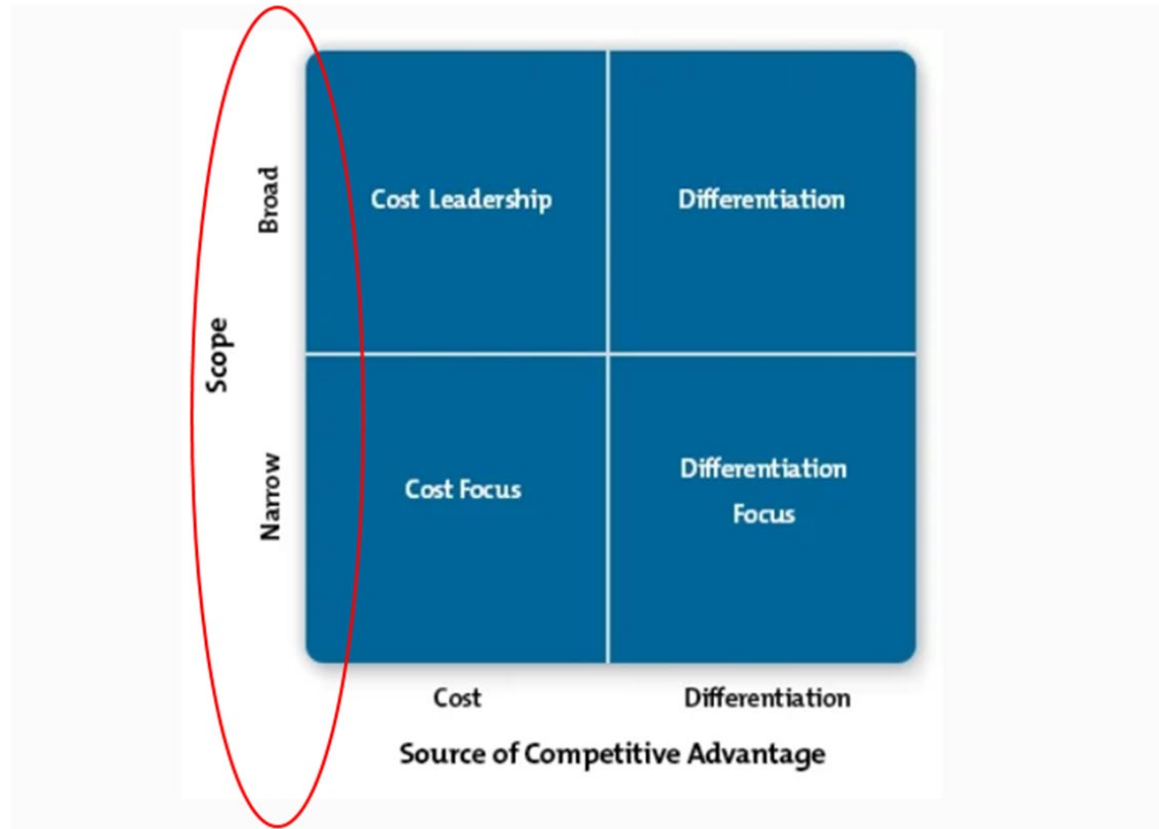 Scope
Broad
Cost Leadership
Differentiation
Narrow
Cost Focus
Differentiation
Focus
Cost
Differentiation
Source of Competitive Advantage